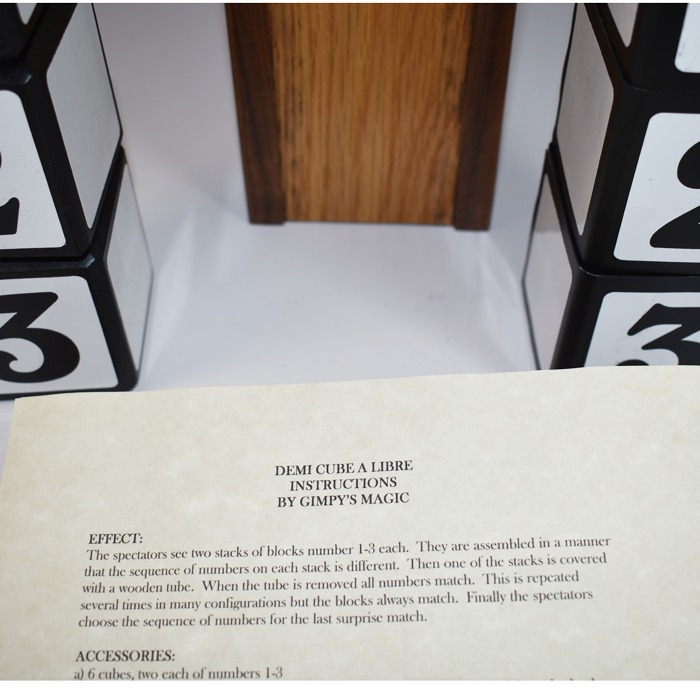 2
2
3
3
DEMI CUBE A LIBRE
INSTRUCTIONS
BY GIMPY'S MAGIC
EFFECT:
The spectators see two stacks of blocks number 1-3 each. They are assembled in a manner
that the sequence of numbers on each stack is different. Then one of the stacks is covered
with a wooden tube. When the tube is removed all numbers match. This is repeated
several times in many configurations but the blocks always match. Finally the spectators
choose the sequence of numbers for the last surprise match.
ACCESSORIES:
a) 6 cubes, two each of numbers 1-3